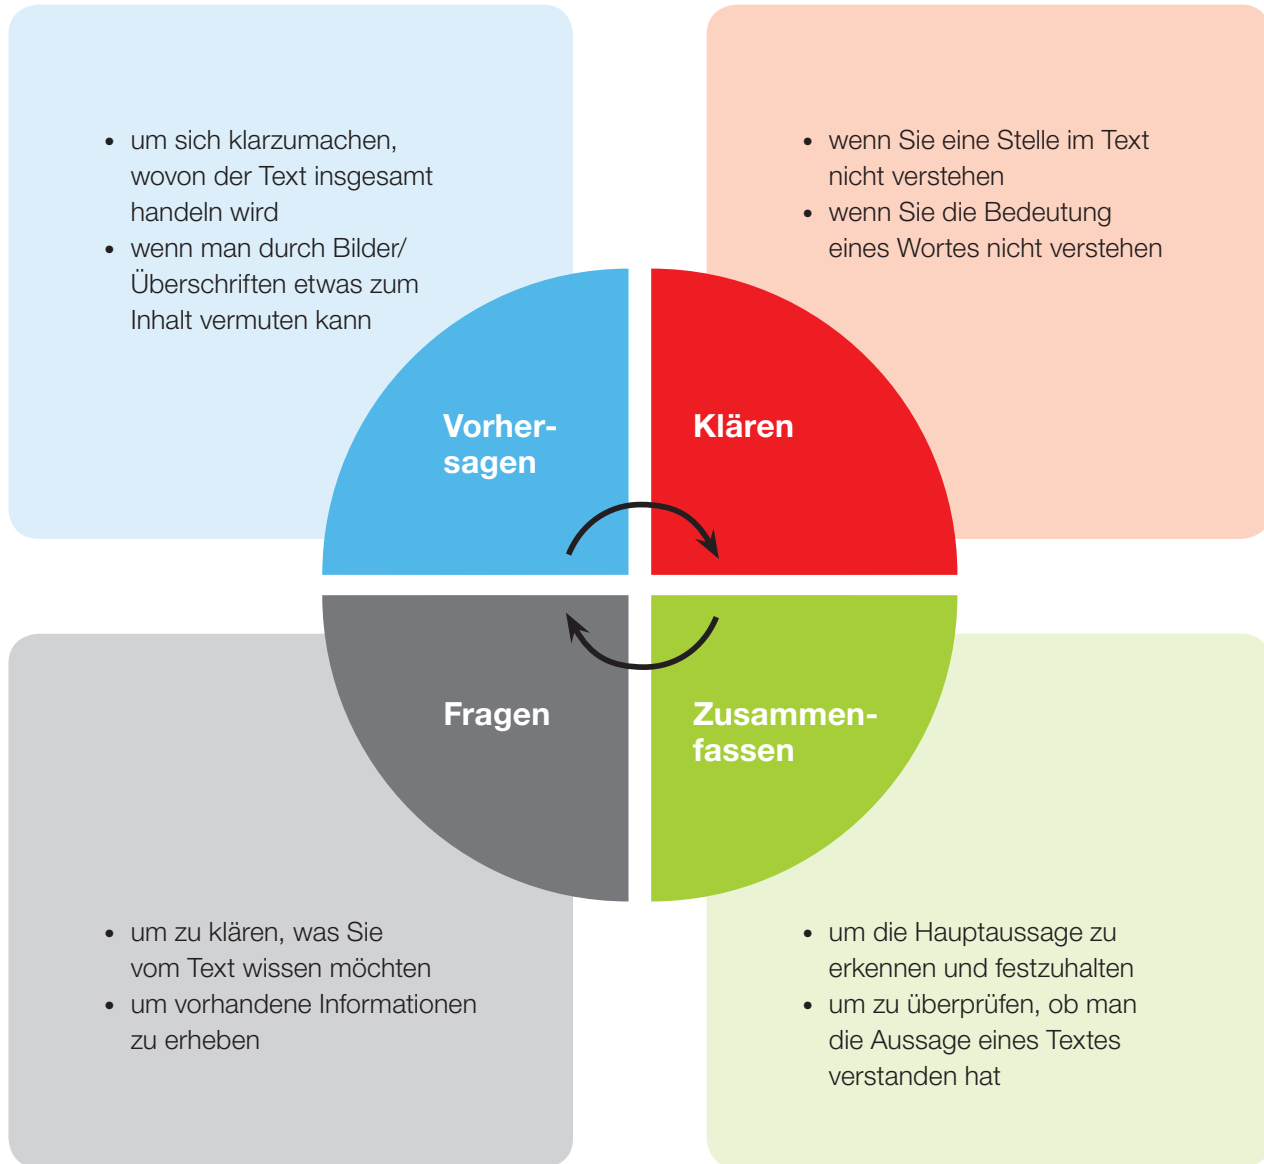 • um sich klarzumachen,
wovon der Text insgesamt
handeln wird
• wenn man durch Bilder/
Überschriften etwas zum
Inhalt vermuten kann
• wenn Sie eine Stelle im Text
nicht verstehen
• wenn Sie die Bedeutung
eines Wortes nicht verstehen
Vorher-
sagen
Klären
Fragen
Zusammen-
fassen
• um zu klären, was Sie
vom Text wissen möchten
• um vorhandene Informationen
zu erheben
• um die Hauptaussage zu
erkennen und festzuhalten
• um zu überprüfen, ob man
die Aussage eines Textes
verstanden hat